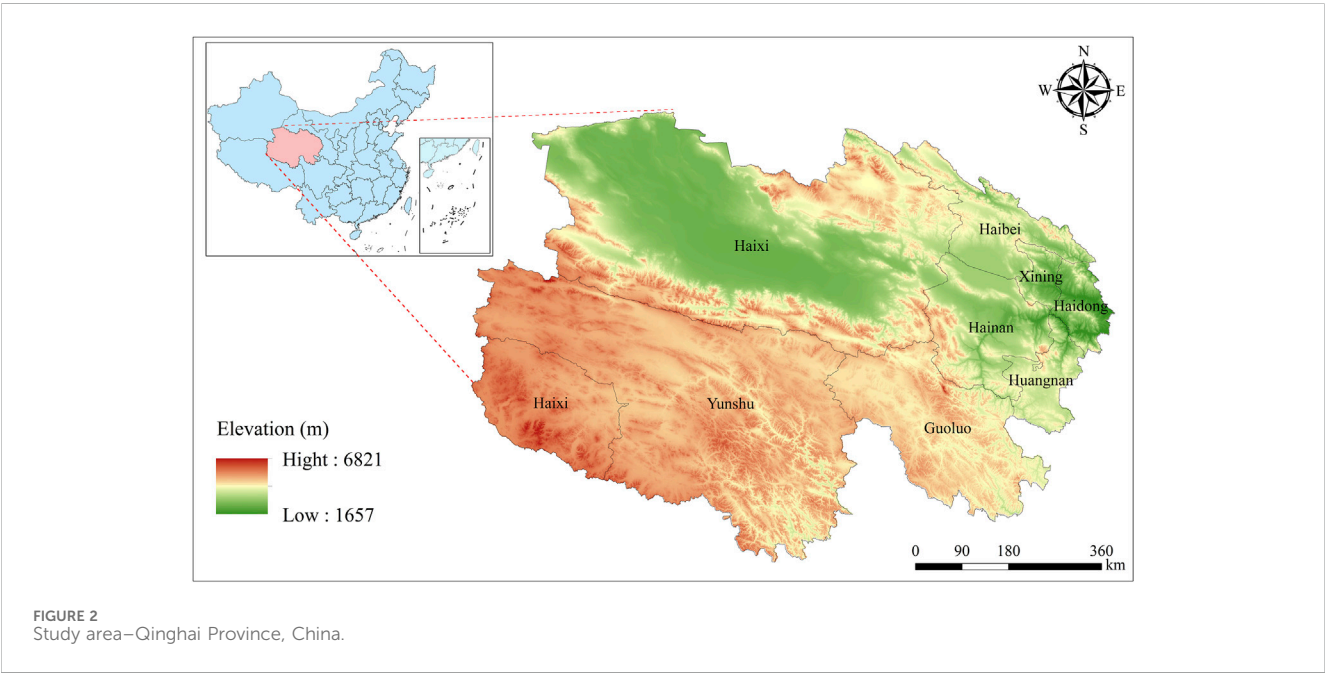 N
W E
S
Haixi
Haibei
Xining
Haidong
Hainan
Huangnan
Haixi
Yunshu
Guoluo
Elevation (m)
Hight : 6821
Low : 1657
0 90 180 360
km
FIGURE 2
Study area–Qinghai Province, China.